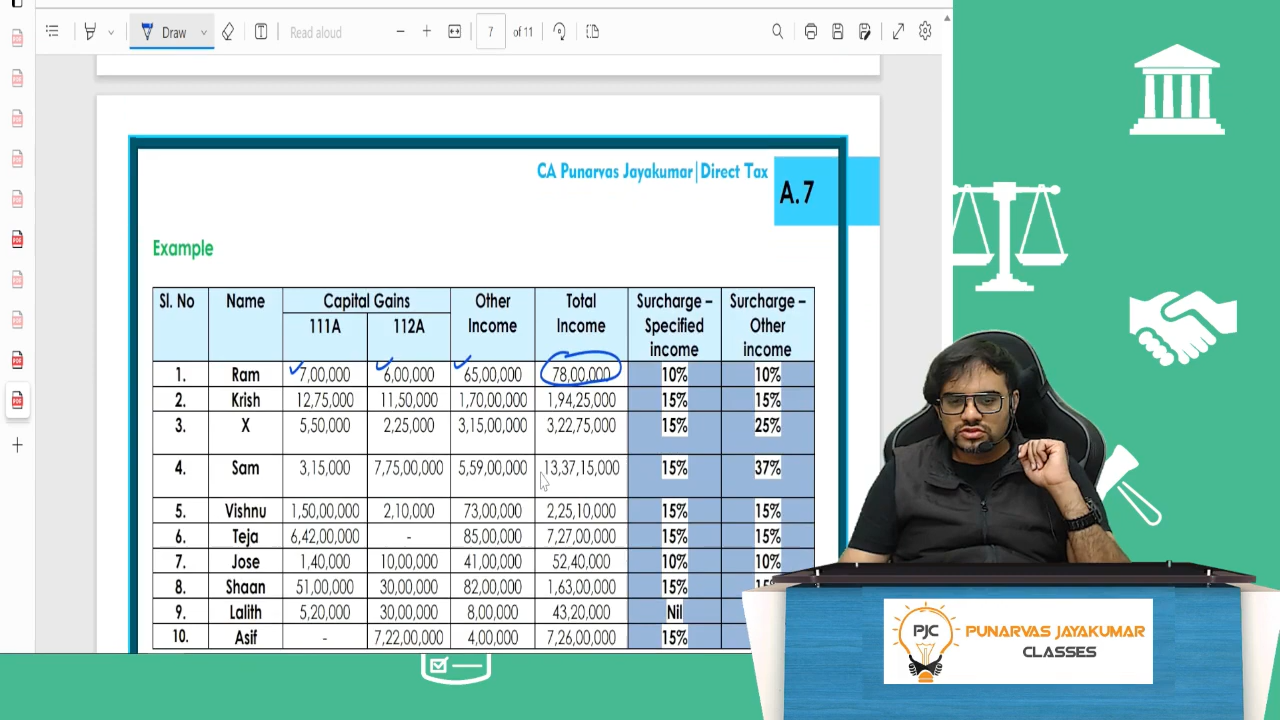 Draw
Read aloud
7 of 11
CA Punarvas Jayakumar|Direct Tax
A.7
Example
Sl. No Name Capital Gains Other Income Total Income Surcharge – Specified income Surcharge – Other income
111A 112A
1. Ram 7,00,000 6,00,000 65,00,000 78,00,000 10% 10%
2. Krish 12,75,000 11,50,000 1,70,00,000 1,94,25,000 15% 15%
3. X 5,50,000 2,25,000 3,15,00,000 3,22,75,000 15% 25%
4. Sam 3,15,000 7,75,00,000 5,59,00,000 13,37,15,000 15% 37%
5. Vishnu 1,50,00,000 2,10,000 73,00,000 2,25,10,000 15% 15%
6. Teja 6,42,00,000 - 85,00,000 7,27,00,000 15% 15%
7. Jose 1,40,000 10,00,000 41,00,000 52,40,000 10% 10%
8. Shaan 51,00,000 30,00,000 82,00,000 1,63,00,000 15%
9. Lalith 5,20,000 30,00,000 8,00,000 43,20,000 Nil
10. Asif - 7,22,00,000 4,00,000 7,26,00,000 15%
PJC
PUNARVAS JAYAKUMAR
CLASSES